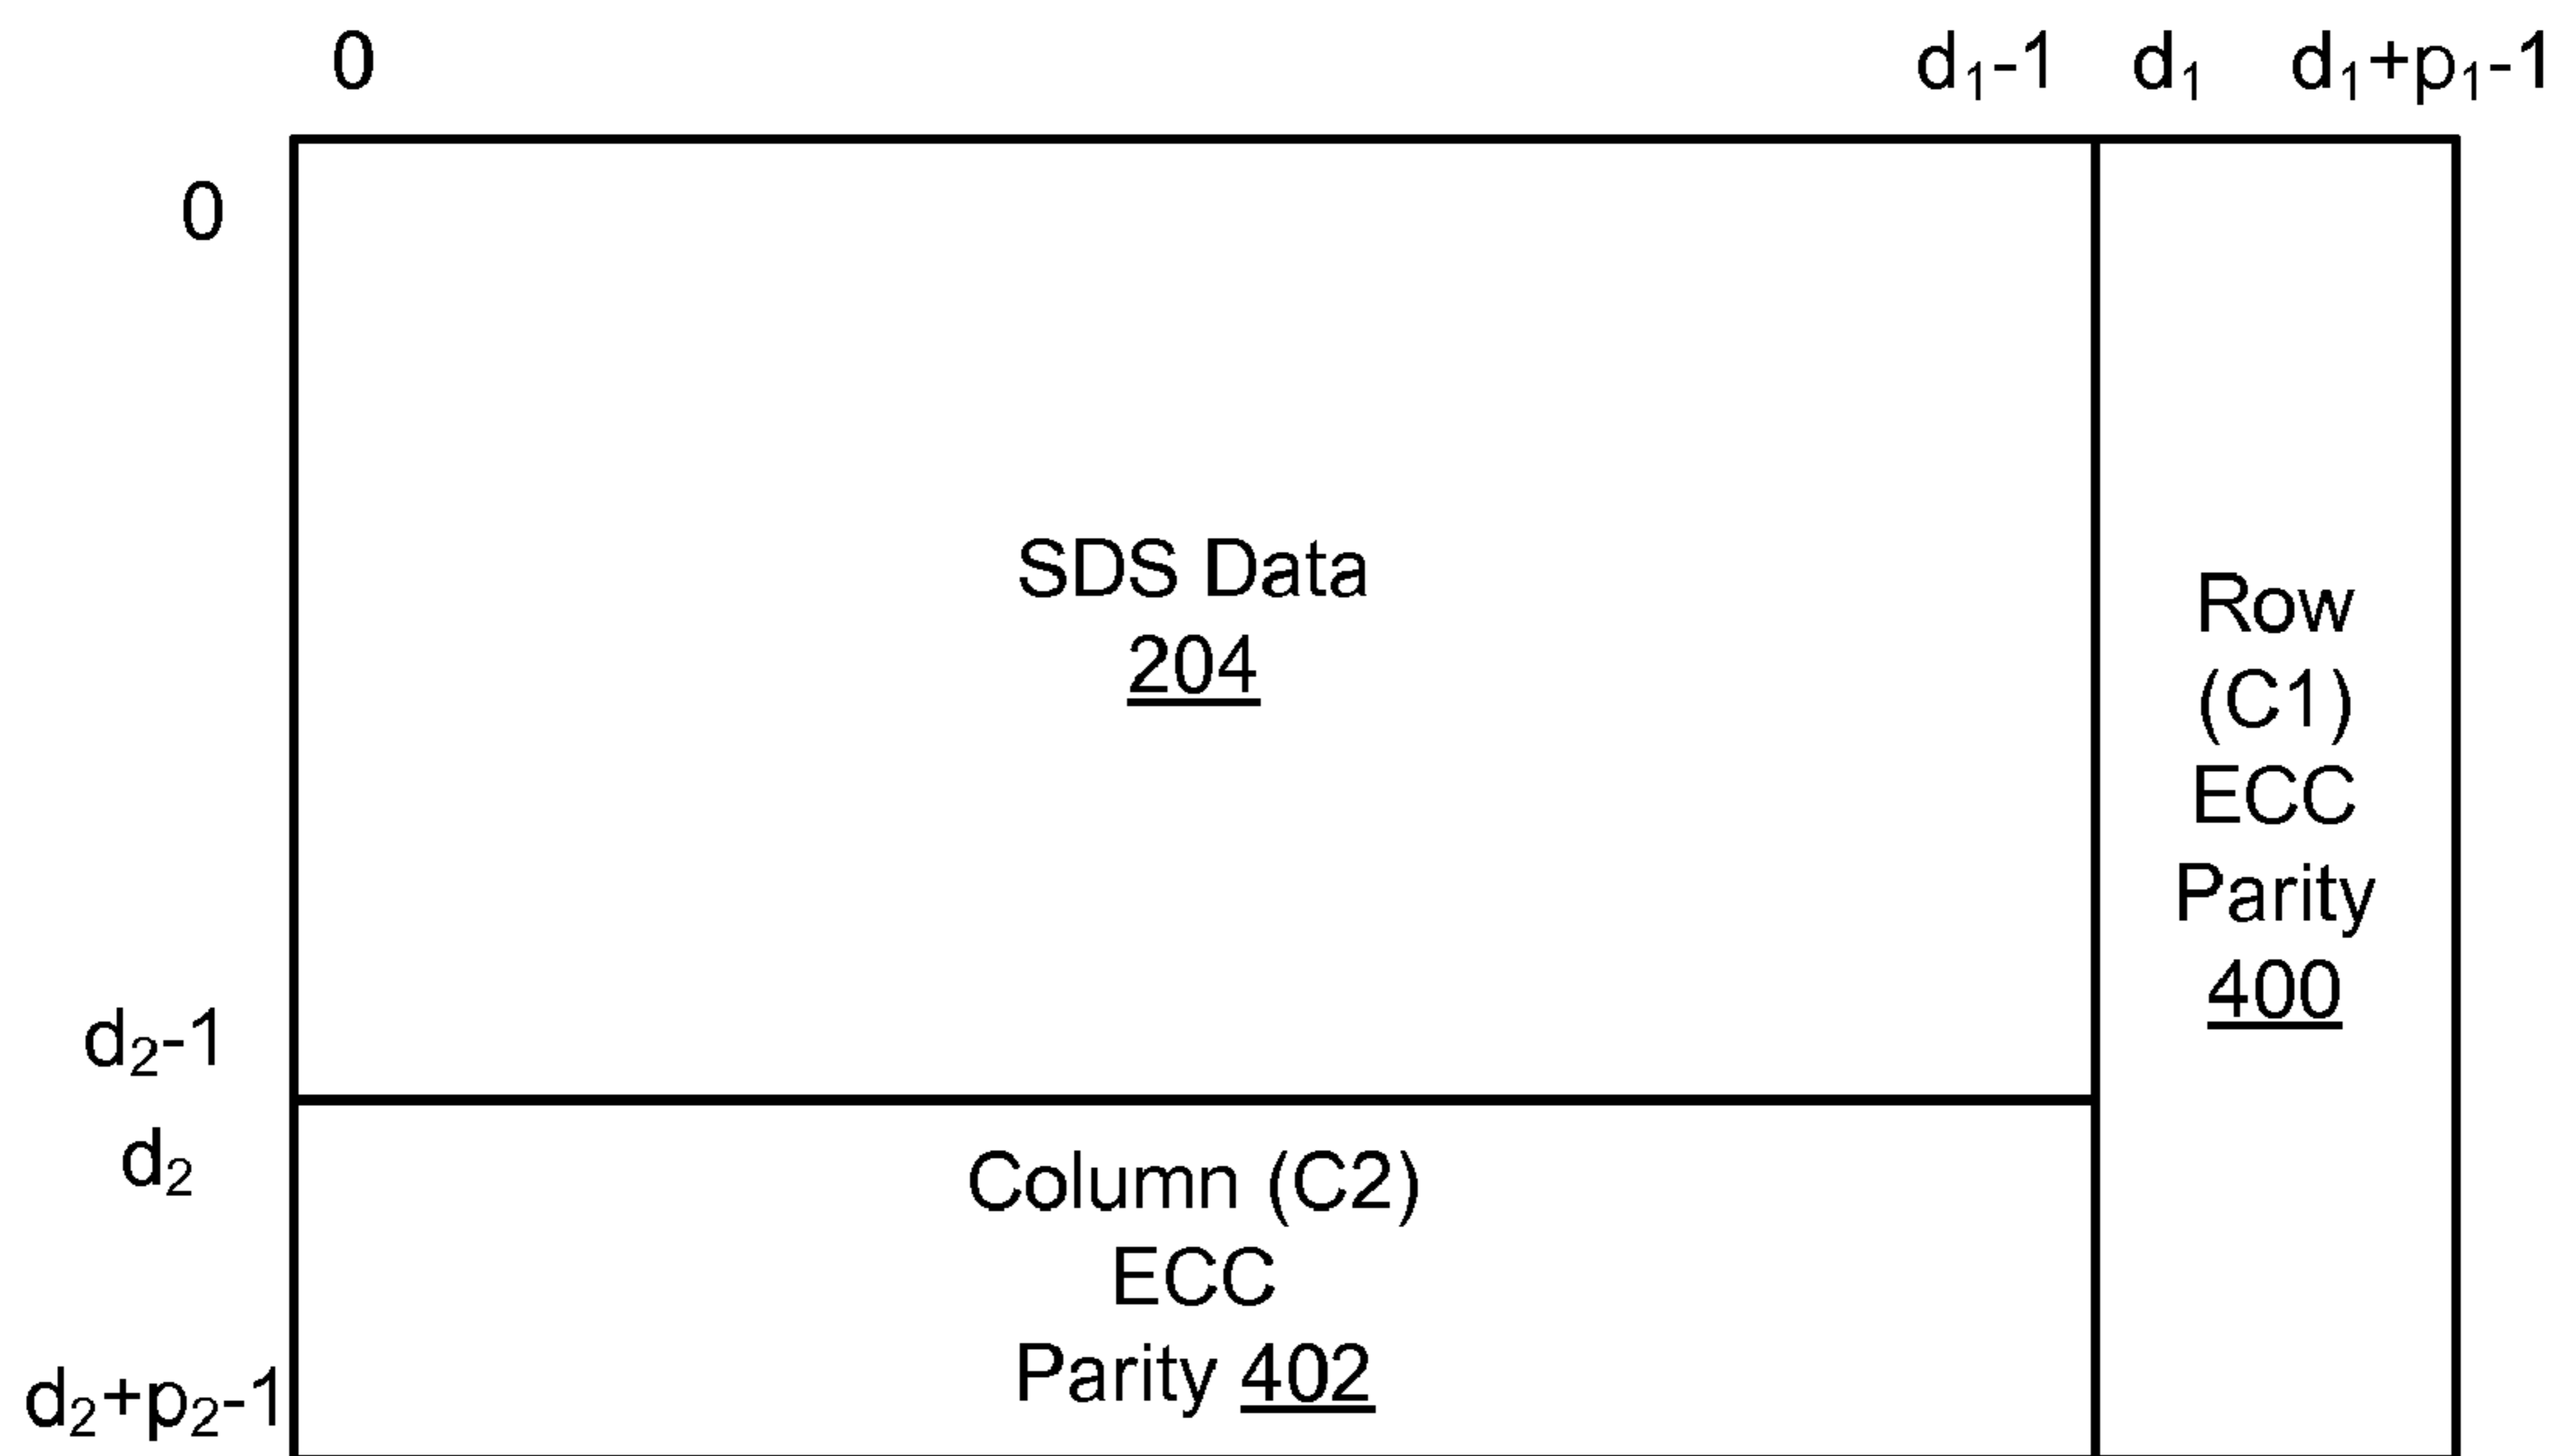 0 d₁-1 d₁ d₁+p₁-1
0
SDS Data
204
Row
(C1)
ECC
Parity
400
d₂-1
d₂
Column (C2)
ECC
Parity 402
d₂+p₂-1